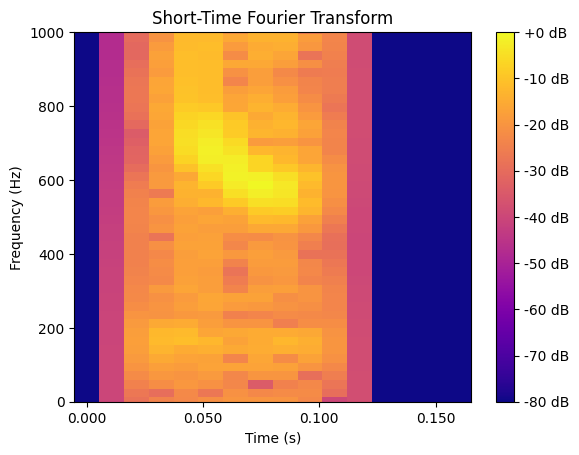 Short-Time Fourier Transform
1000
800
600
400
200
0
Frequency (Hz)
0.000
0.050
0.100
0.150
Time (s)
+0 dB
-10 dB
-20 dB
-30 dB
-40 dB
-50 dB
-60 dB
-70 dB
-80 dB